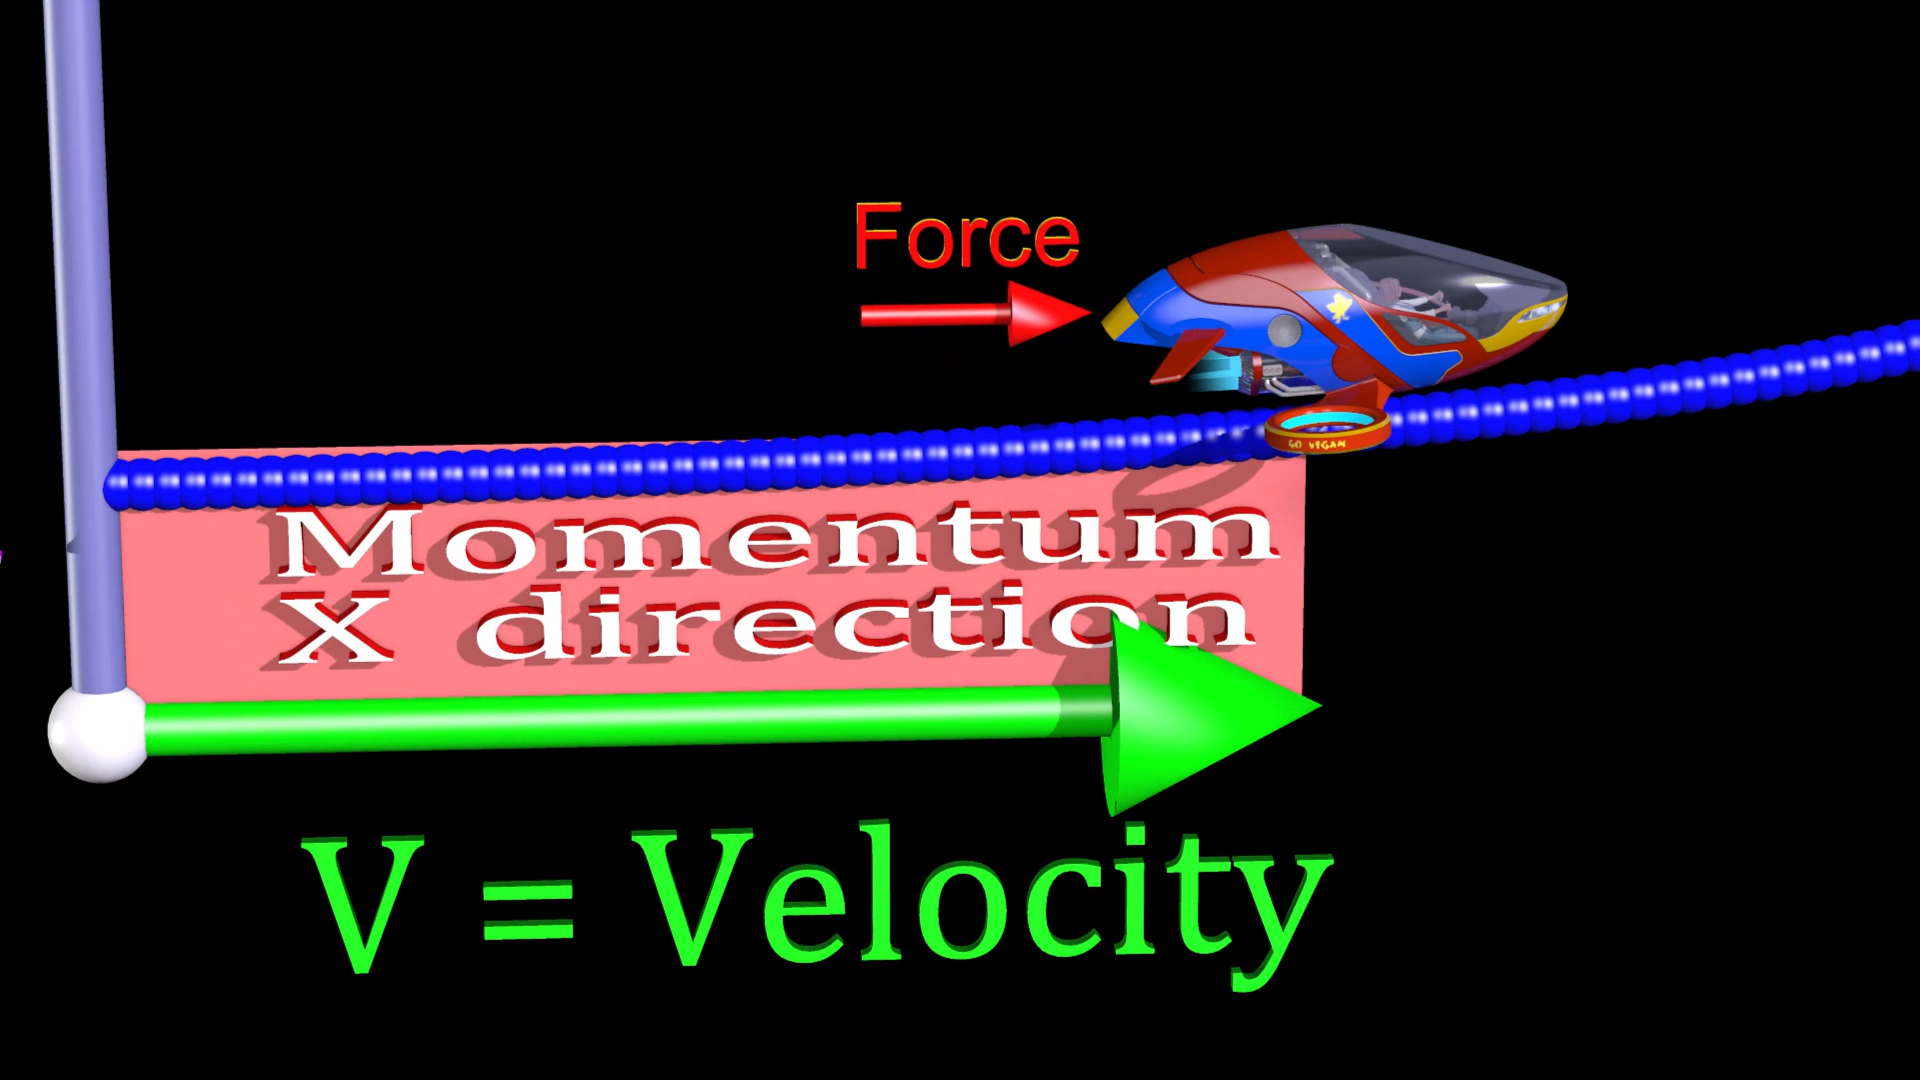 Force
GO VEGAN
Momentum
X direction
V = Velocity